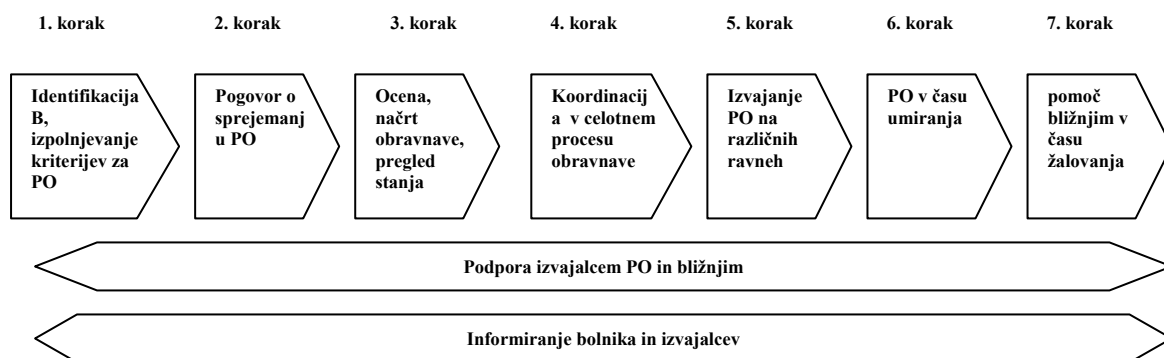 1. korak
2. korak
3. korak
4. korak
5. korak
6. korak
7. korak
Identifikacija
B,
izpolnjevanje
kriterijev za
PO
Pogovor o
sprejemanj
u PO
Ocena,
načrt
obravnave,
pregled
stanja
Koordinacij
a v celotnem
procesu
obravnave
Izvajanje
PO na
različnih
ravneh
PO v času
umiranja
pomoč
bližnjim v
času
žalovanja
Podpora izvajalcem PO in bližnjim
Informiranje bolnika in izvajalcev